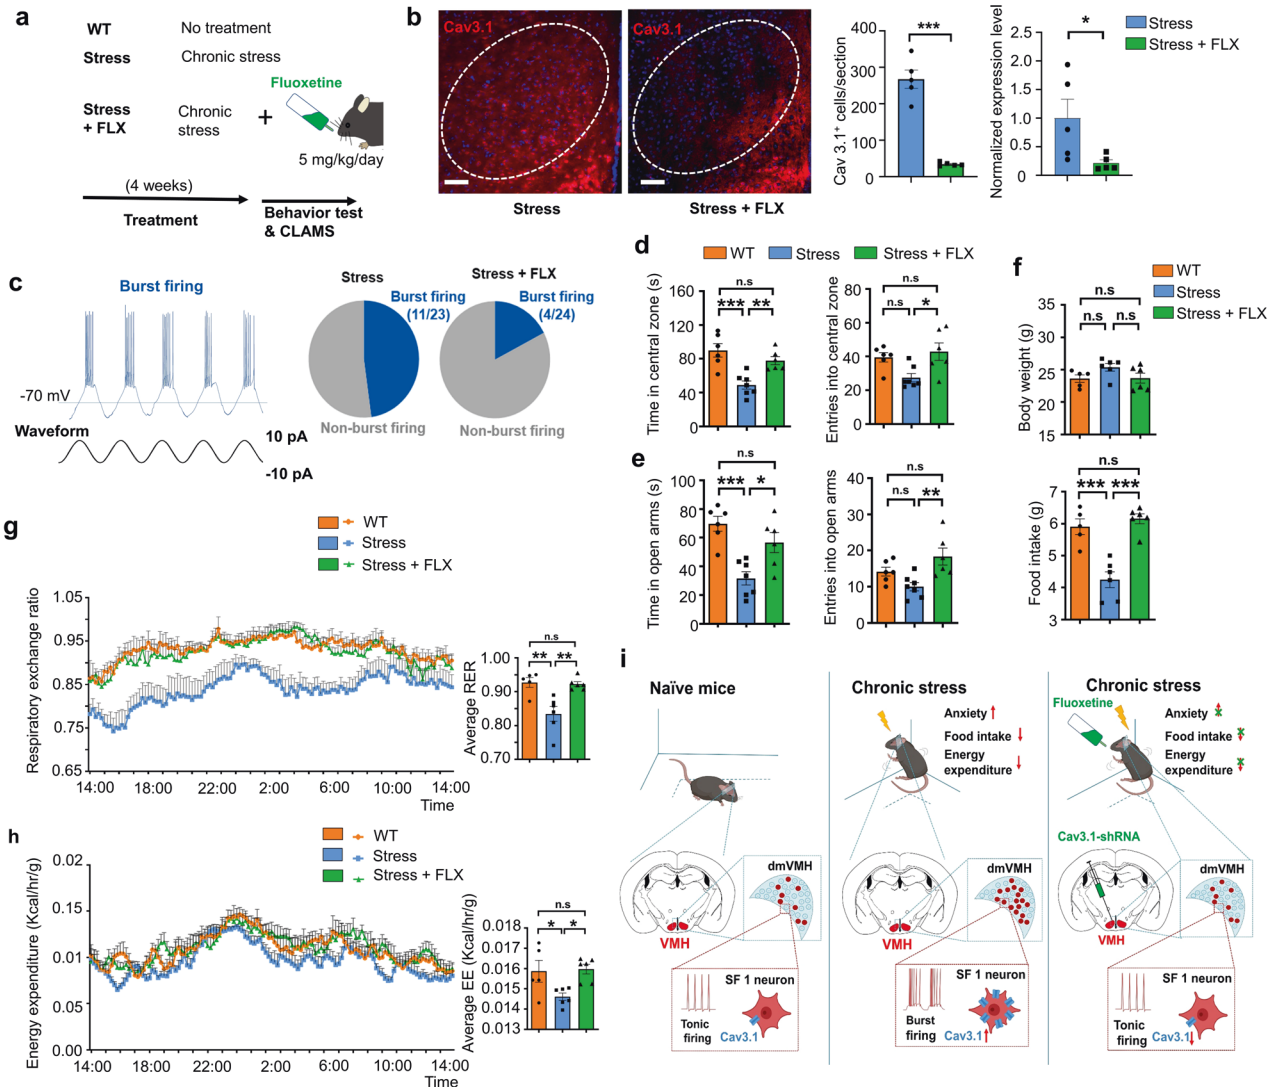 a
WT
No treatment
Stress
Chronic stress
Fluoxetine
Stress
+ FLX
Chronic
stress
+
5 mg/kg/day
(4 weeks)
Treatment
Behavior test
& CLAMS
b
Cav3.1
Cav3.1
Stress
Stress + FLX
Cav 3.1⁺ cells/section
400
300
200
100
0
***
Normalized expression level
2.5
2.0
1.5
1.0
0.5
0
*
Stress
Stress + FLX
c
Burst firing
-70 mV
Waveform
10 pA
-10 pA
Stress
Burst firing
(11/23)
Non-burst firing
Stress + FLX
Burst firing
(4/24)
Non-burst firing
d
WT
Stress
Stress + FLX
Time in central zone (s)
160
120
80
40
0
n.s
***
**
Entries into central zone
80
60
40
20
0
n.s
n.s
*
e
Time in open arms (s)
100
80
60
40
20
0
n.s
***
*
Entries into open arms
40
30
20
10
0
n.s
n.s
**
f
WT
Stress
Stress + FLX
Body weight (g)
35
30
25
20
15
n.s
n.s
n.s
Food intake (g)
7
6
5
4
3
n.s
***
***
g
WT
Stress
Stress + FLX
Respiratory exchange ratio
1.05
0.95
0.85
0.75
0.65
14:00
18:00
22:00
2:00
6:00
10:00
14:00
Time
Average RER
1.00
0.90
0.80
0.70
n.s
**
**
h
WT
Stress
Stress + FLX
Energy expenditure (Kcal/hr/g)
0.02
0.15
0.01
0.05
0.00
14:00
18:00
22:00
2:00
6:00
10:00
14:00
Time
Average EE (Kcal/hr/g)
0.018
0.017
0.016
0.015
0.014
0.013
n.s
*
*
i
Naïve mice
dmVMH
VMH
SF 1 neuron
Tonic
firing
Cav3.1
Chronic stress
Anxiety
Food intake
Energy
expenditure
dmVMH
VMH
SF 1 neuron
Burst
firing
Cav3.1
Chronic stress
Fluoxetine
Anxiety
Food intake
Energy
expenditure
Cav3.1-shRNA
dmVMH
VMH
SF 1 neuron
Tonic
firing
Cav3.1